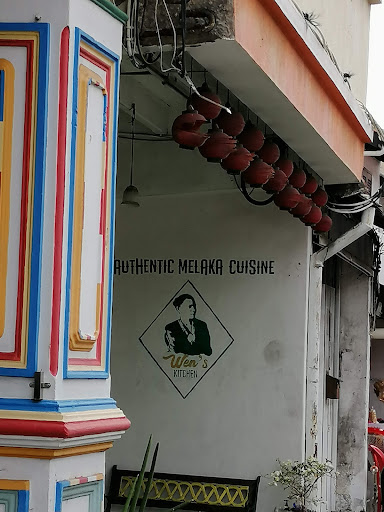 AUTHENTIC MELAKA CUISINE
Wen's
KITCHEN